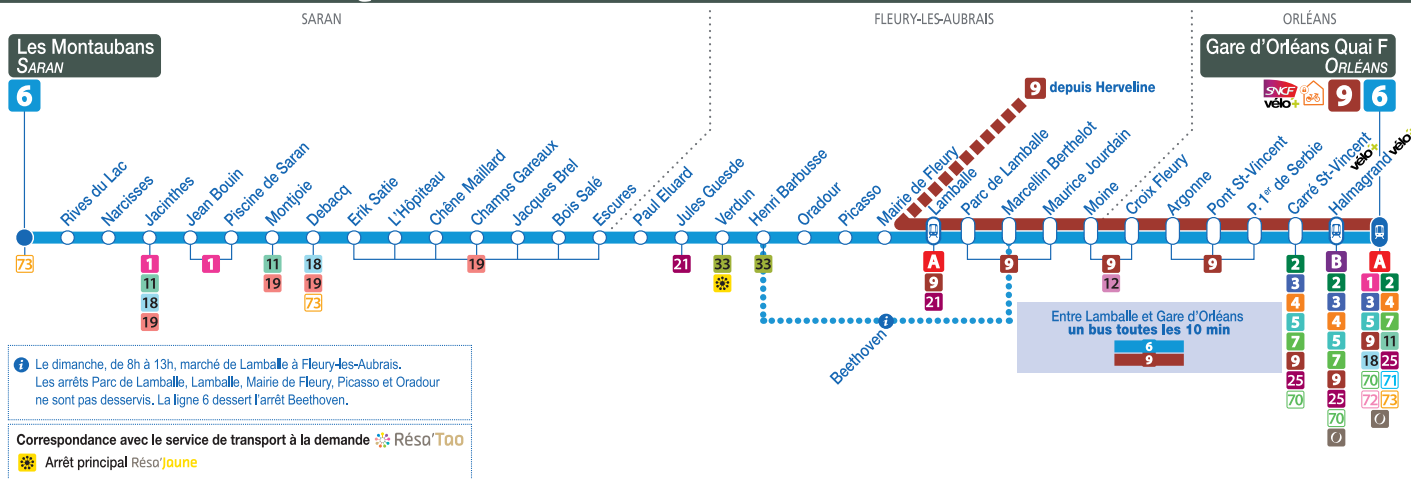 SARAN
FLEURY-LES-AUBRAIS
ORLÉANS
Les Montaubans
SARAN
6
Gare d'Orléans Quai F
ORLÉANS
SNCF
vélo+
9
6
9 depuis Herveline
Rives du Lac
Narcisses
Jacinthes
Jean Bouin
Piscine de Saran
Montjoie
Debacq
Erik Satie
L'Hôpiteau
Chêne Maillard
Champs Gareaux
Jacques Brel
Bois Salé
Escures
Paul Eluard
Jules Guesde
Verdun
Henri Barbusse
Oradour
Picasso
Mairie de Fleury
Lamballe
Parc de Lamballe
Marcellin Berthelot
Maurice Jourdain
Moine
Croix Fleury
Argonne
Pont St-Vincent
P. 1er de Serbie
Carré St-Vincent
vélo+
Halmagrand
vélo+
73
1
11
18
19
1
11
19
18
19
73
19
21
33
33
A
9
21
9
9
12
9
2
3
4
5
7
9
25
70
B
2
3
4
5
7
9
25
70
O
A
1 2
3 4
5 7
9 11
18 25
70 71
72 73
O
Beethoven
Entre Lamballe et Gare d'Orléans
un bus toutes les 10 min
6
9
i Le dimanche, de 8h à 13h, marché de Lamballe à Fleury-les-Aubrais.
Les arrêts Parc de Lamballe, Lamballe, Mairie de Fleury, Picasso et Oradour
ne sont pas desservis. La ligne 6 dessert l'arrêt Beethoven.
Correspondance avec le service de transport à la demande Résa'Tao
Arrêt principal Résa'Jaune